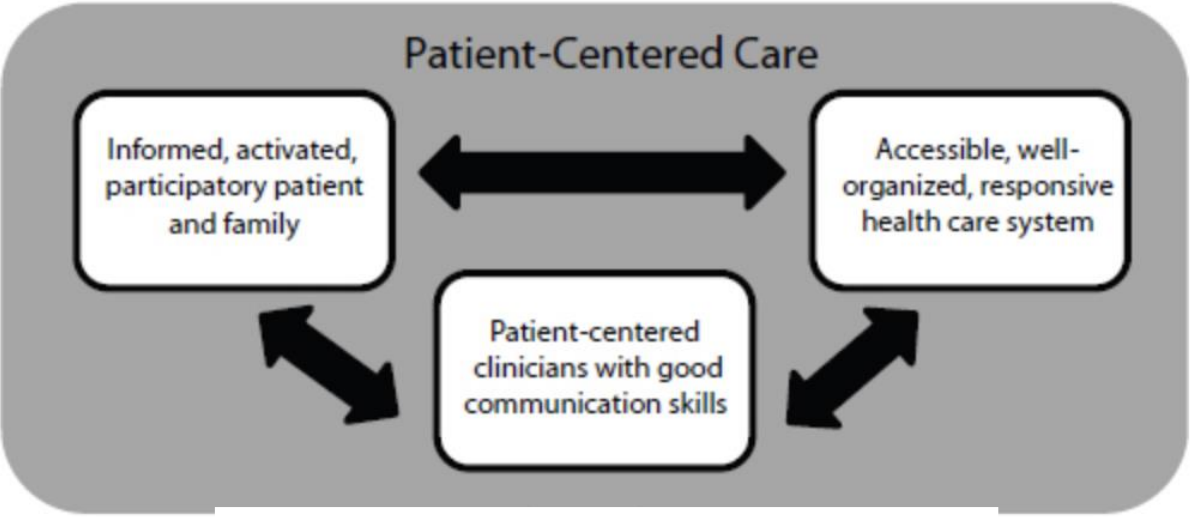 Patient-Centered Care
Informed, activated,
participatory patient
and family
Accessible, well-
organized, responsive
health care system
Patient-centered
clinicians with good
communication skills